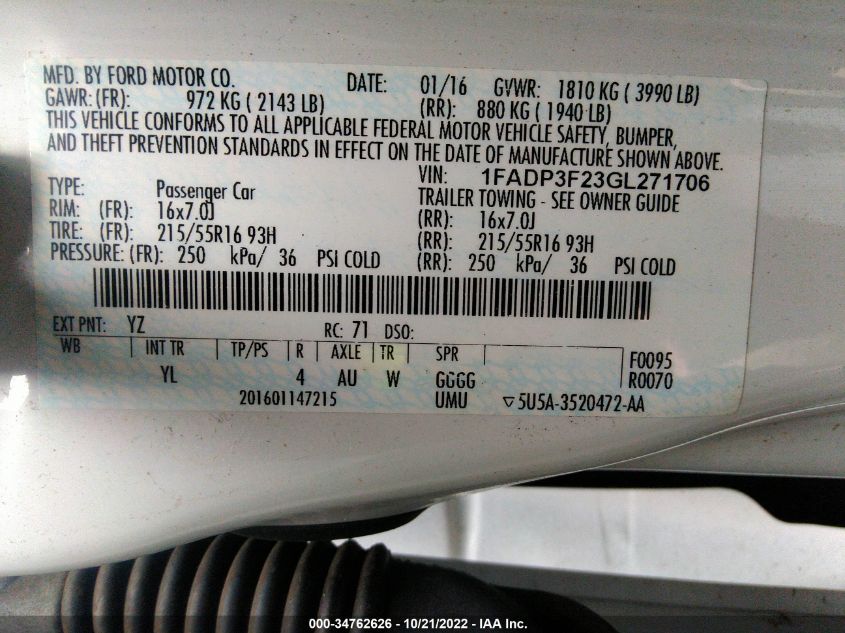 MFD. BY FORD MOTOR CO. DATE: 01/16 GVWR: 1810 KG ( 3990 LB)
GAWR: (FR): 972 KG ( 2143 LB) (RR): 880 KG ( 1940 LB)
THIS VEHICLE CONFORMS TO ALL APPLICABLE FEDERAL MOTOR VEHICLE SAFETY, BUMPER,
AND THEFT PREVENTION STANDARDS IN EFFECT ON THE DATE OF MANUFACTURE SHOWN ABOVE.
VIN: 1FADP3F23GL271706
TYPE: Passenger Car TRAILER TOWING - SEE OWNER GUIDE
RIM: (FR): 16x7.0J (RR): 16x7.0J
TIRE: (FR): 215/55R16 93H (RR): 215/55R16 93H
PRESSURE: (FR): 250 kPa/ 36 PSI COLD (RR): 250 kPa/ 36 PSI COLD
EXT PNT: YZ RC: 71 DSO:
WB INT TR TP/PS R AXLE TR SPR F0095
YL 4 AU W GGGG R0070
201601147215 UMU ▽5U5A-3520472-AA
000-34762626 - 10/21/2022 - IAA Inc.